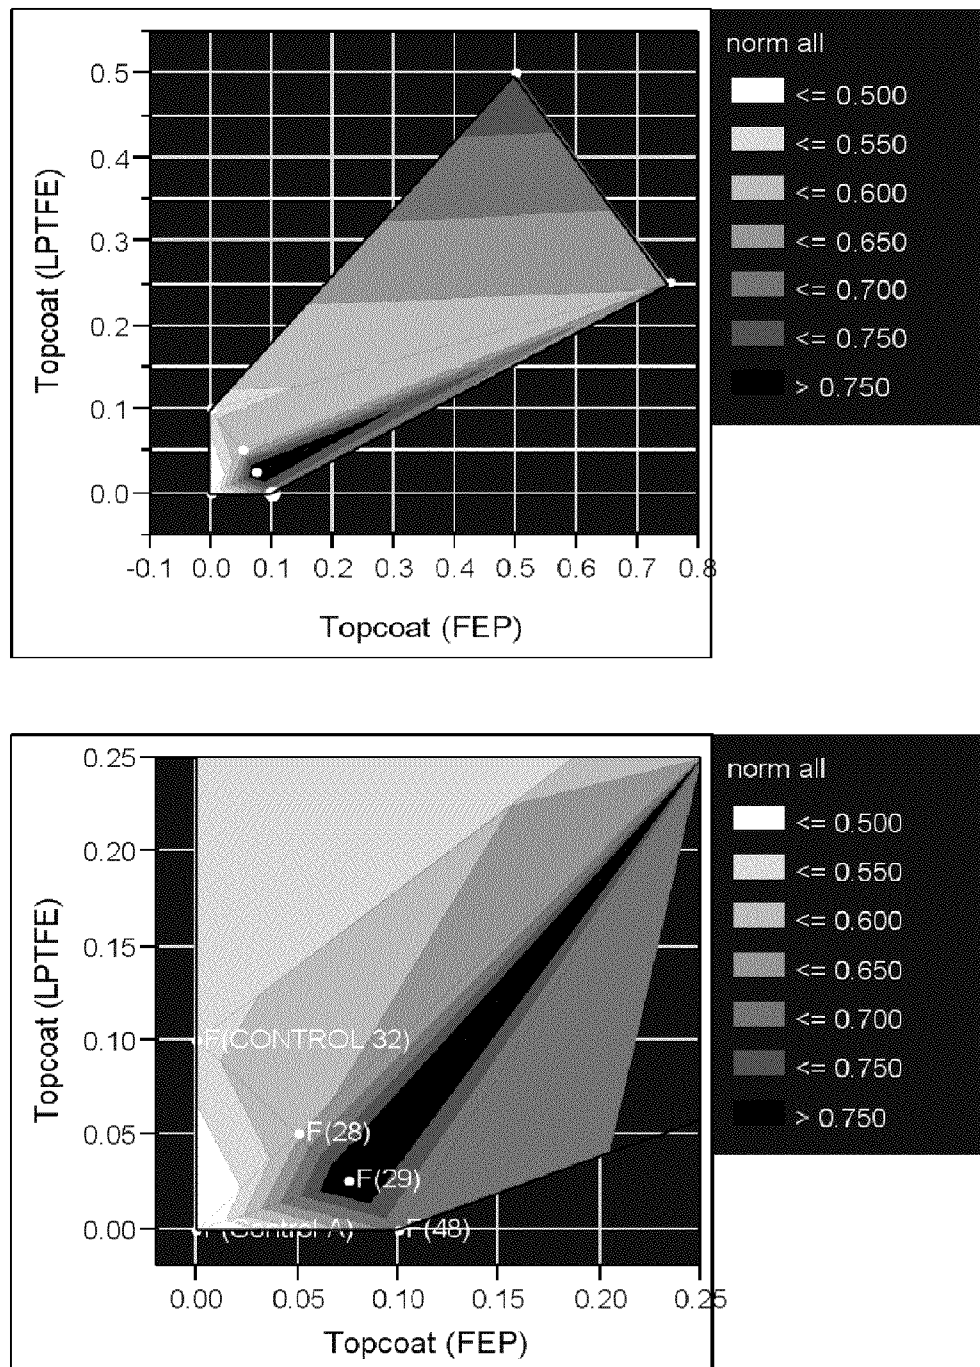 norm all
<= 0.500
<= 0.550
<= 0.600
<= 0.650
<= 0.700
<= 0.750
> 0.750
Topcoat (LPTFE)
0.5
0.4
0.3
0.2
0.1
0.0
-0.1 0.0 0.1 0.2 0.3 0.4 0.5 0.6 0.7 0.8
Topcoat (FEP)
norm all
<= 0.500
<= 0.550
<= 0.600
<= 0.650
<= 0.700
<= 0.750
> 0.750
Topcoat (LPTFE)
0.25
0.20
0.15
0.10
0.05
0.00
F(CONTROL 32)
F(28)
F(29)
F(Control A) F(48)
0.00 0.05 0.10 0.15 0.20 0.25
Topcoat (FEP)